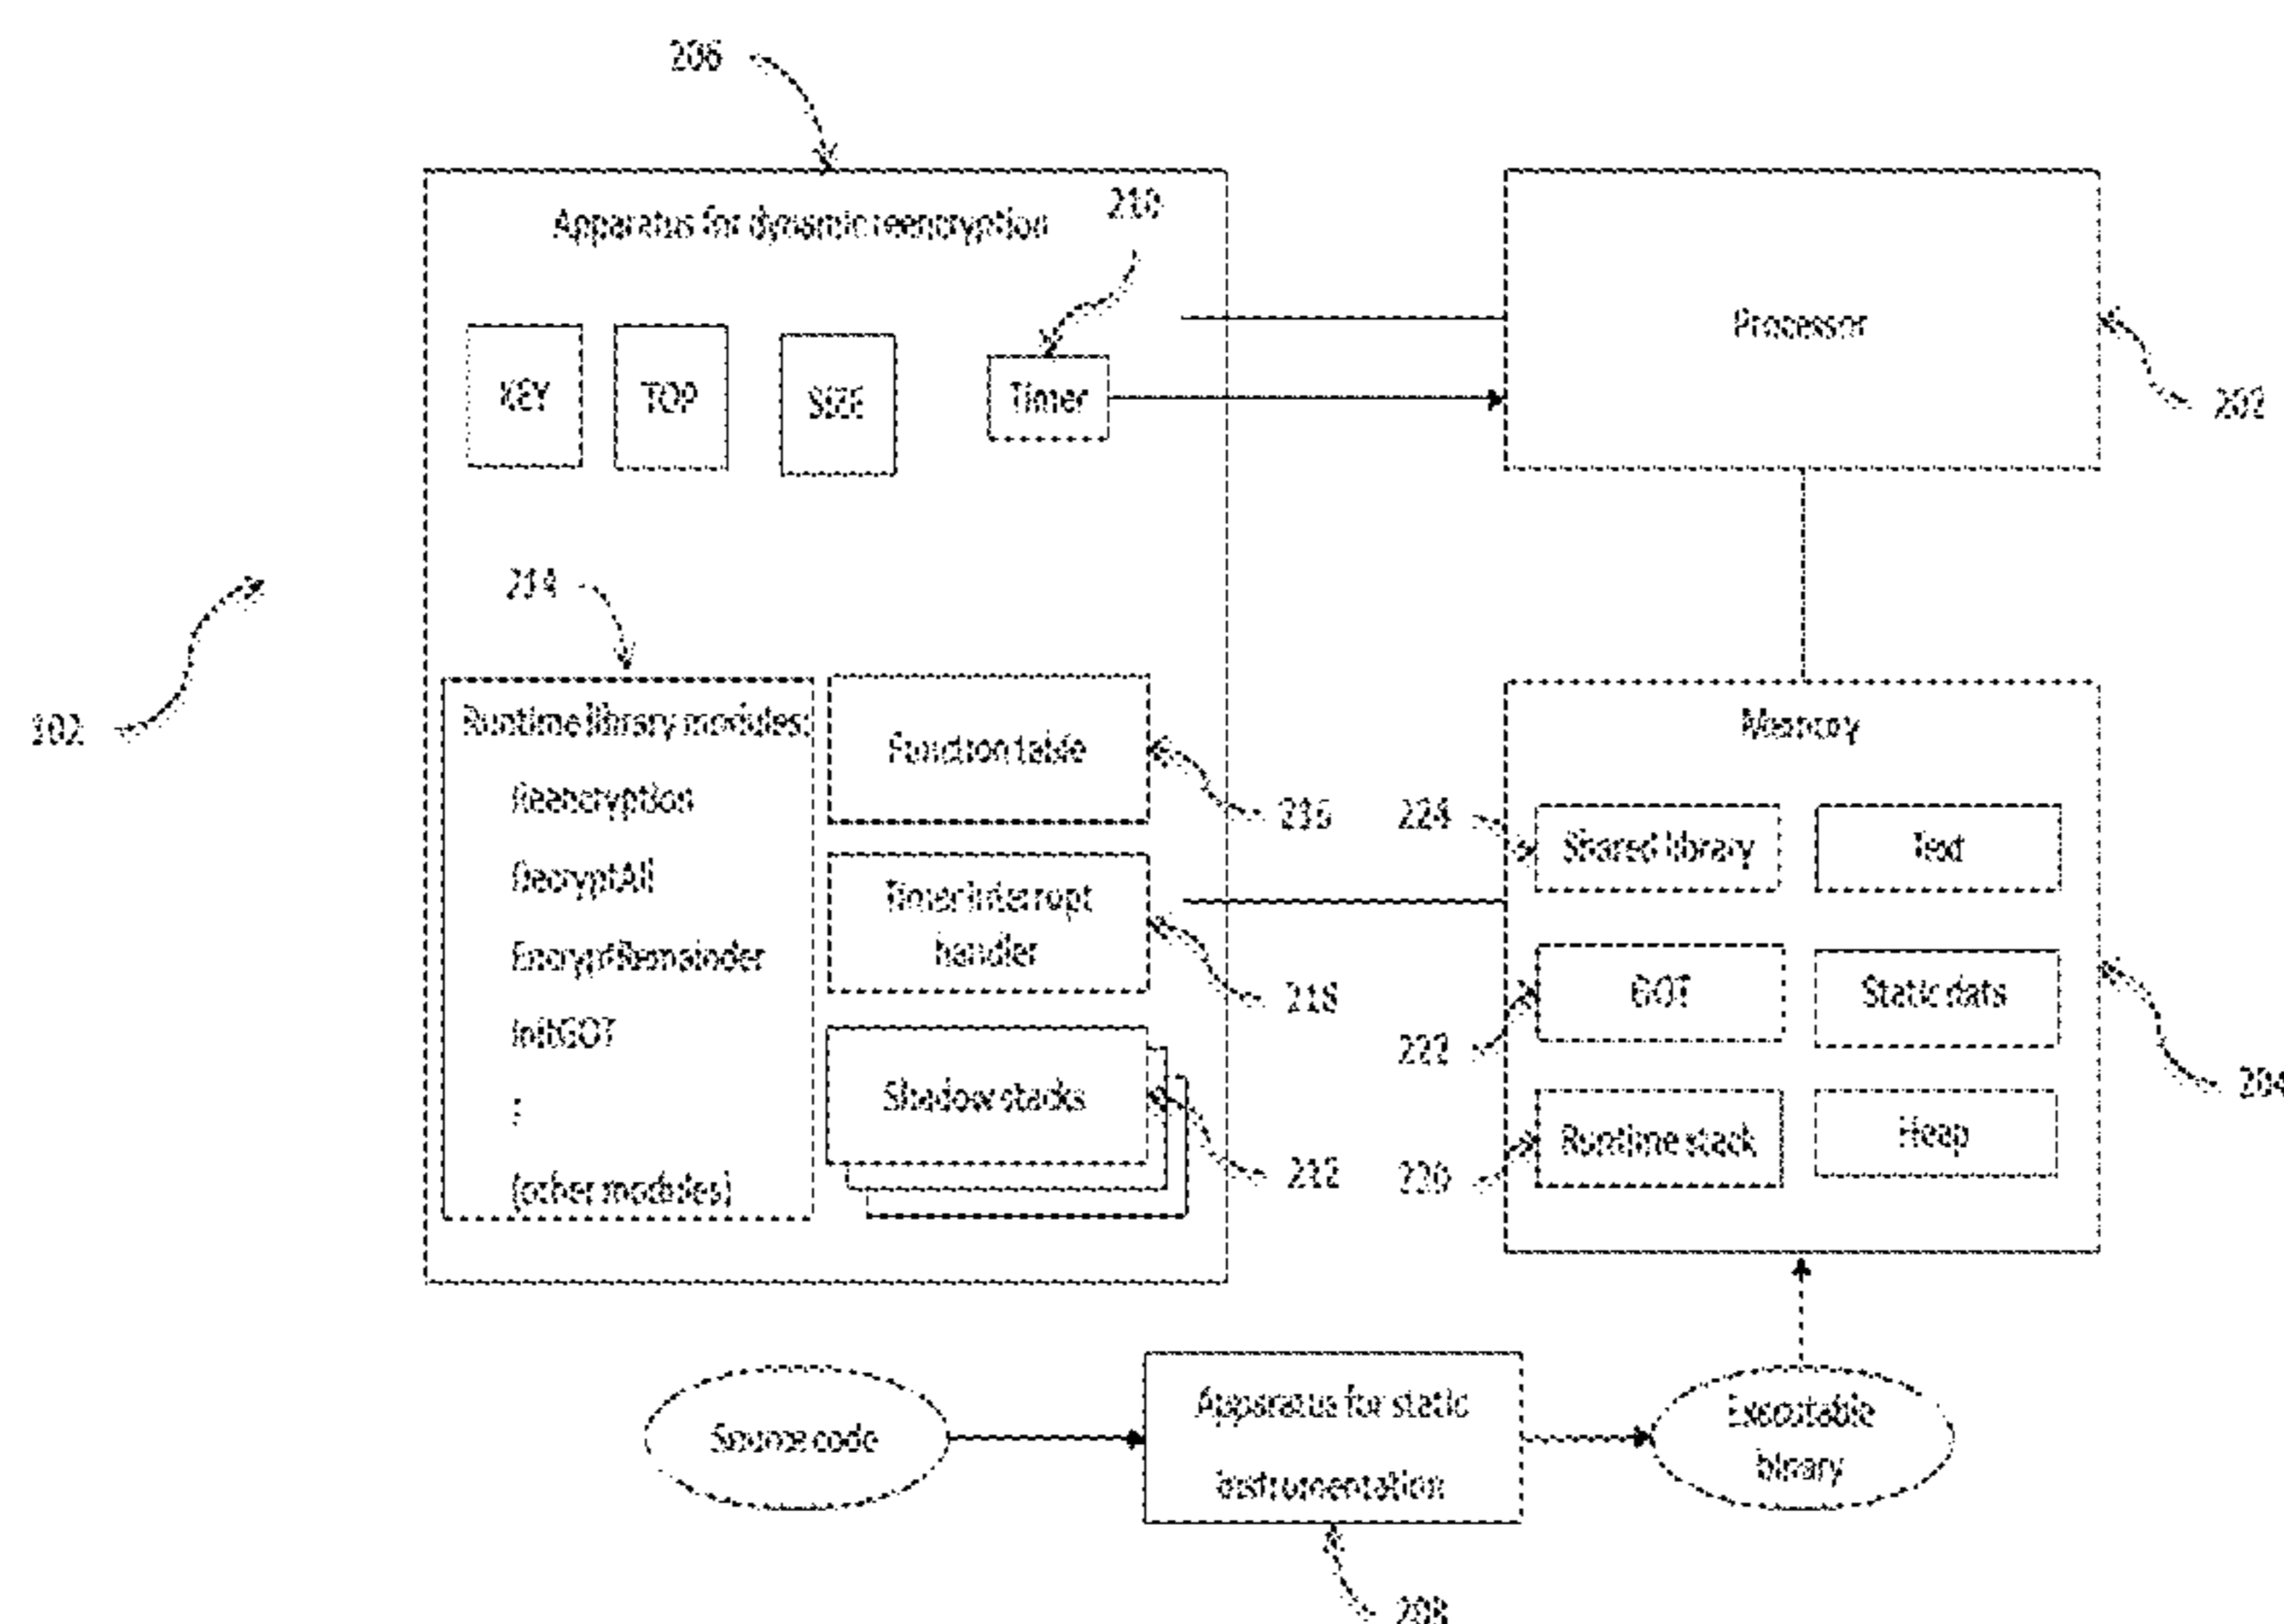 206
Apparatus for dynamic reencryption
210
KEY
TOP
SIZE
Timer
Processor
202
102
214
Runtime library modules:
Reencryption
DecryptAll
EncryptRemainder
InitGOT
:
(other modules)
Function table
216
Timer interrupt
handler
218
Shadow stacks
212
Memory
224
Shared library
Text
222
GOT
Static data
204
220
Runtime stack
Heap
Source code
Apparatus for static
instrumentation
208
Executable
binary